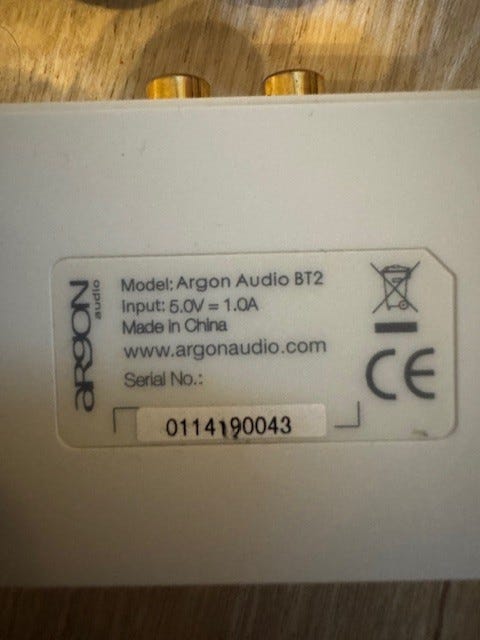 ARGON audio
Model: Argon Audio BT2
Input: 5.0V = 1.0A
Made in China
www.argonaudio.com
Serial No.:
0114190043
CE